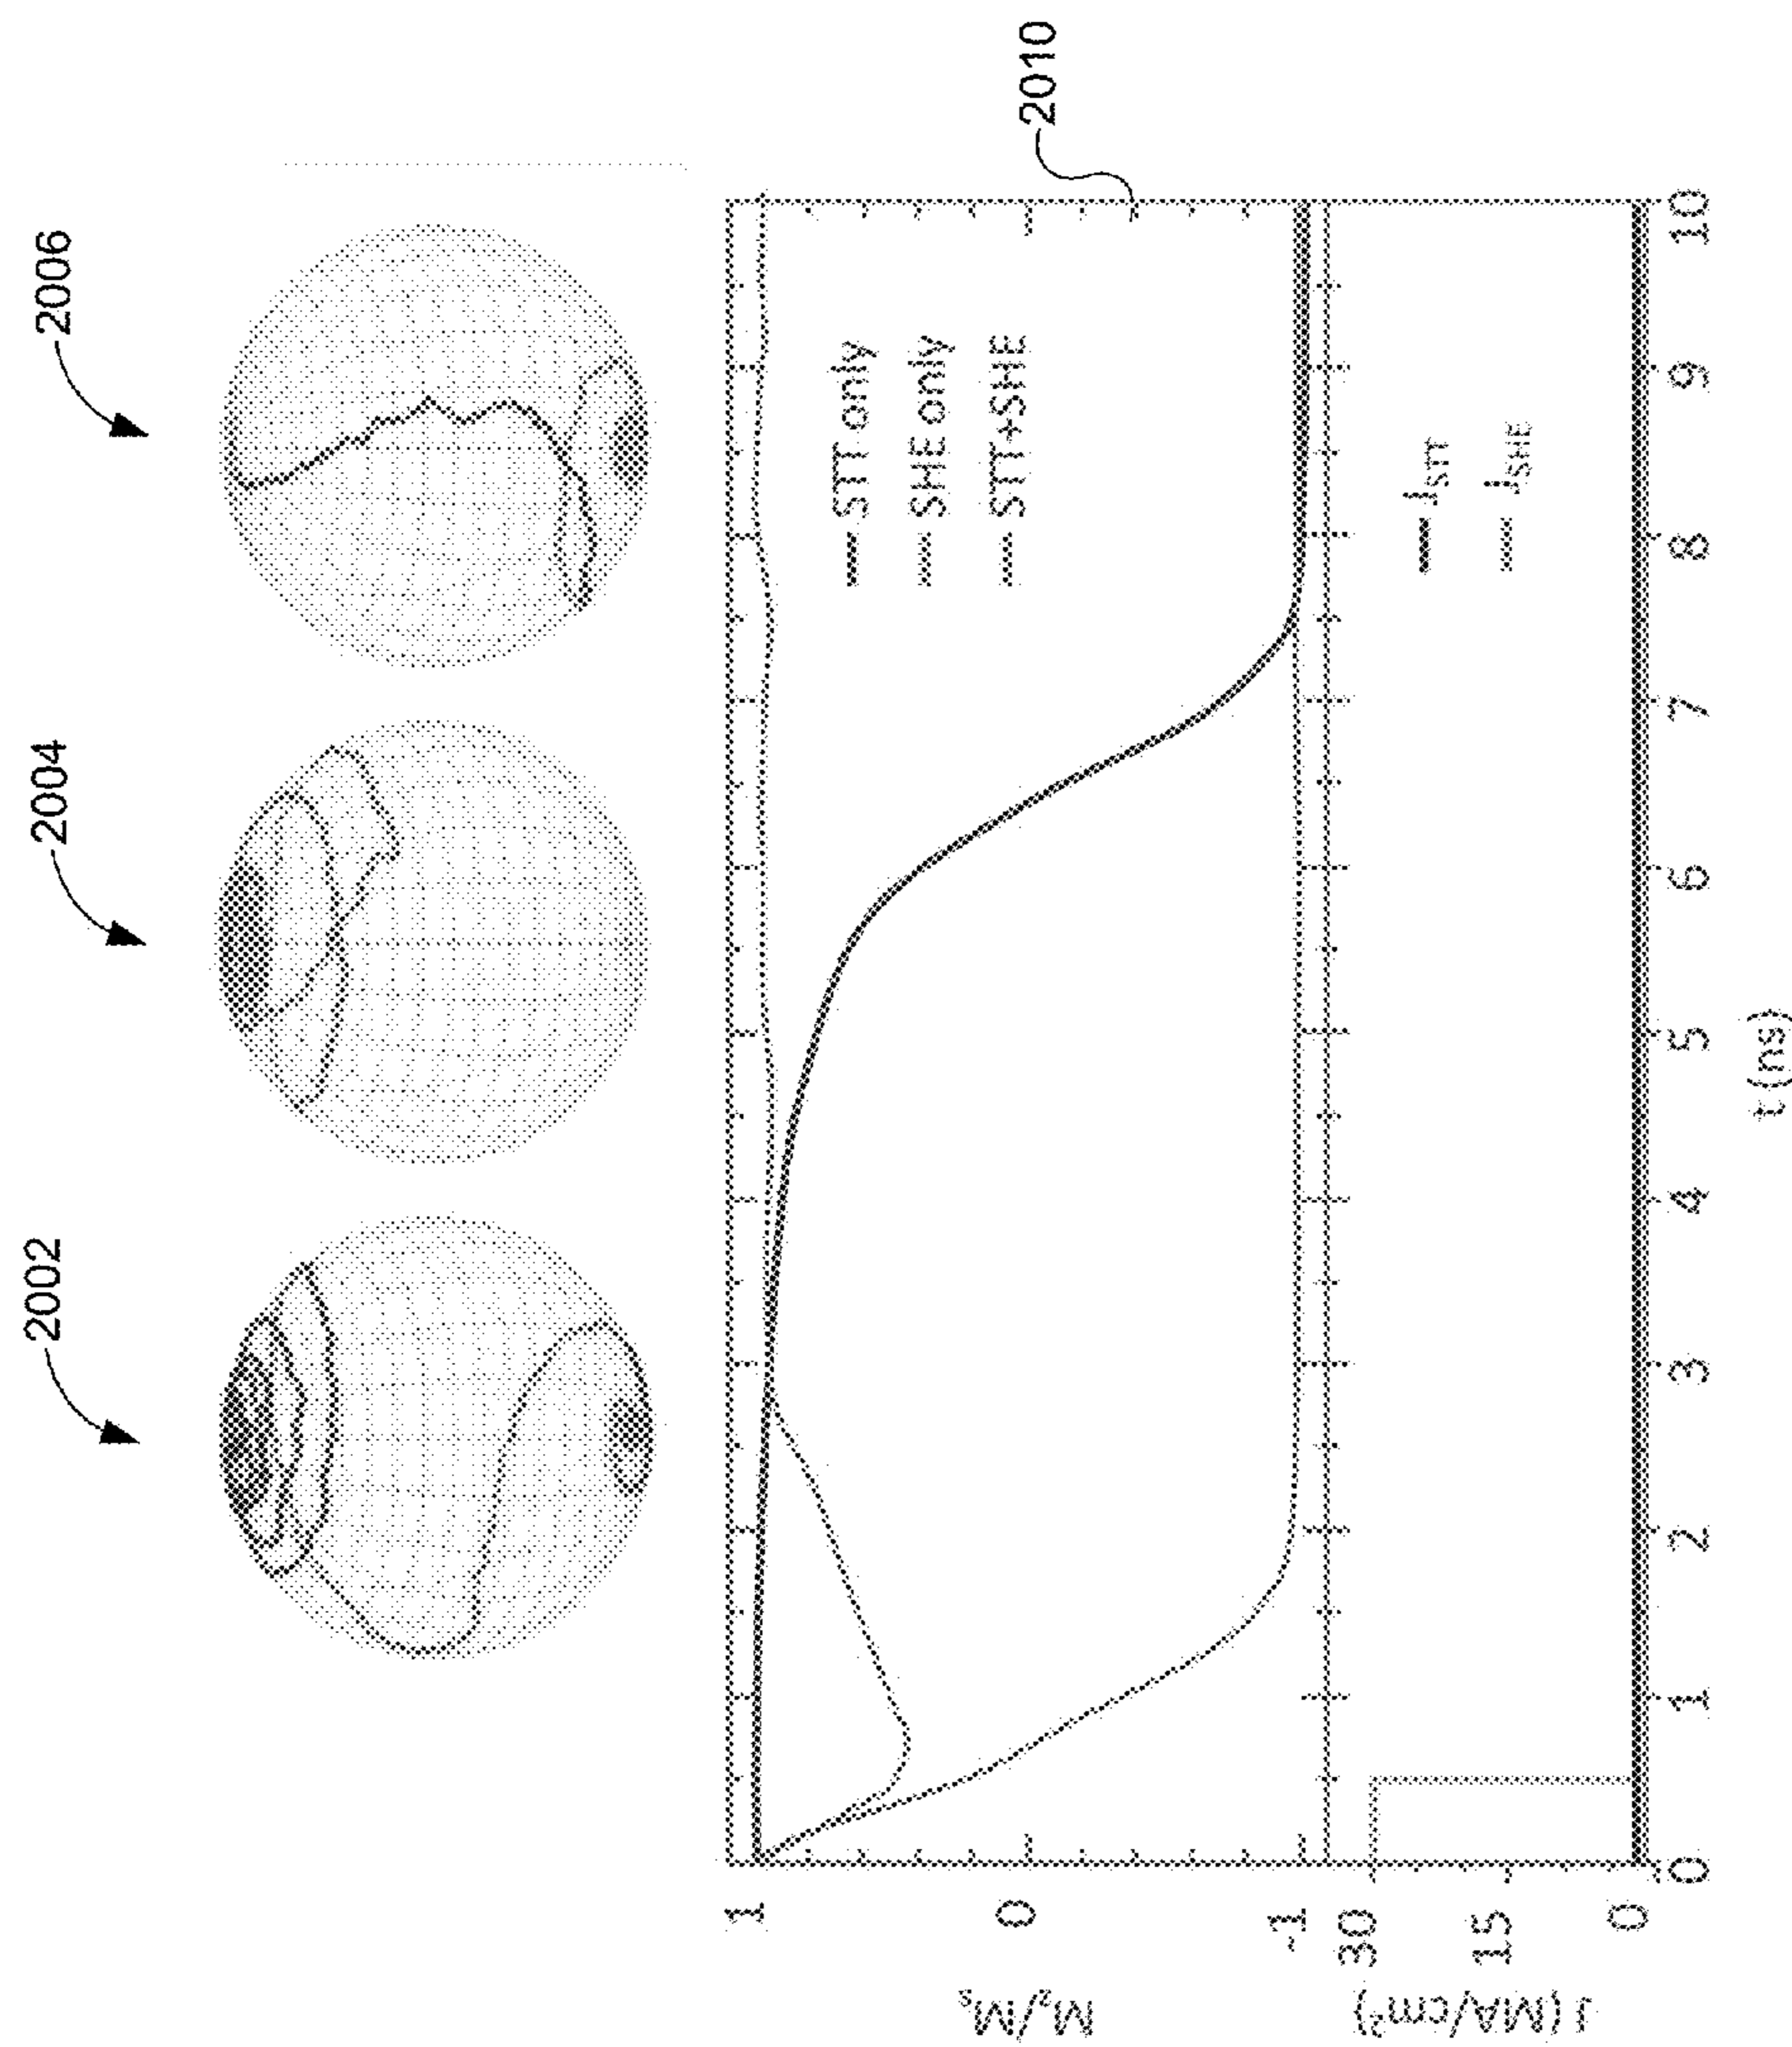 2002
2004
2006
2010
1
0
-1
M_z/M_s
STT only
SHE only
STT+SHE
30
15
0
J (MA/cm²)
J_STT
J_SHE
0 1 2 3 4 5 6 7 8 9 10
t (ns)